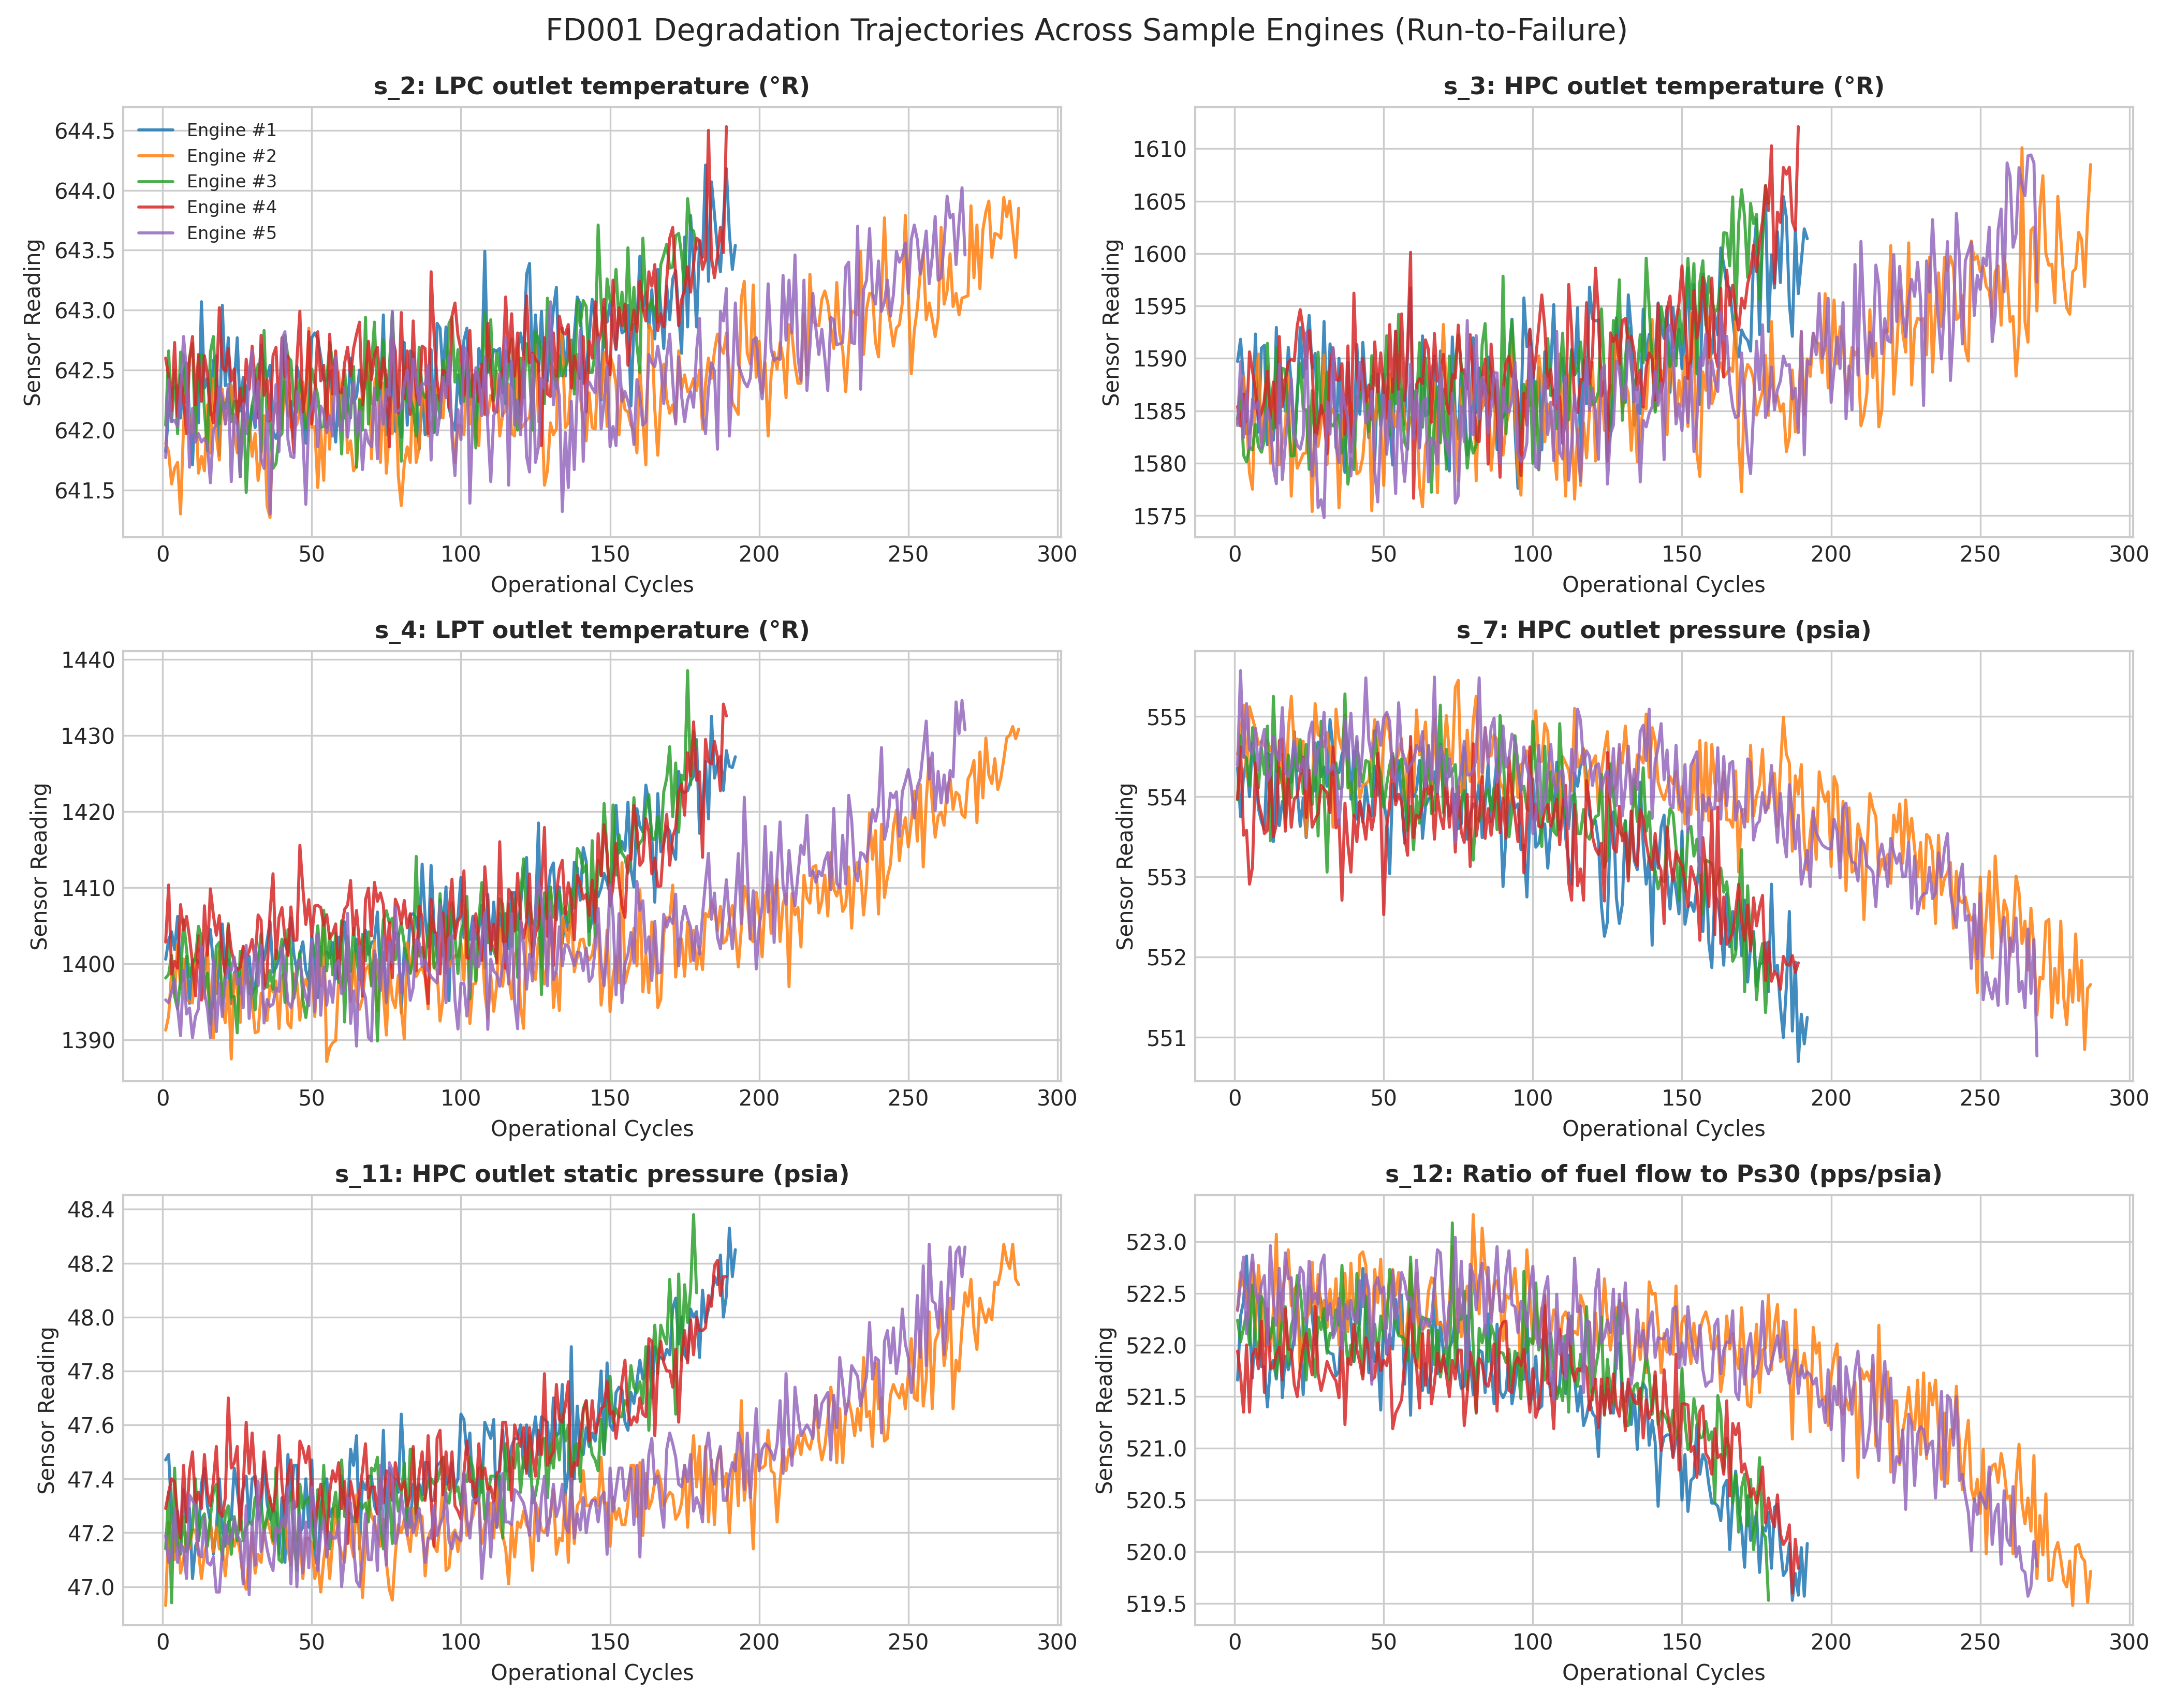 FD001 Degradation Trajectories Across Sample Engines (Run-to-Failure)
s_2: LPC outlet temperature (°R)
Sensor Reading
644.5
644.0
643.5
643.0
642.5
642.0
641.5
Engine #1
Engine #2
Engine #3
Engine #4
Engine #5
0 50 100 150 200 250 300
Operational Cycles
s_3: HPC outlet temperature (°R)
Sensor Reading
1610
1605
1600
1595
1590
1585
1580
1575
0 50 100 150 200 250 300
Operational Cycles
s_4: LPT outlet temperature (°R)
Sensor Reading
1440
1430
1420
1410
1400
1390
0 50 100 150 200 250 300
Operational Cycles
s_7: HPC outlet pressure (psia)
Sensor Reading
555
554
553
552
551
0 50 100 150 200 250 300
Operational Cycles
s_11: HPC outlet static pressure (psia)
Sensor Reading
48.4
48.2
48.0
47.8
47.6
47.4
47.2
47.0
0 50 100 150 200 250 300
Operational Cycles
s_12: Ratio of fuel flow to Ps30 (pps/psia)
Sensor Reading
523.0
522.5
522.0
521.5
521.0
520.5
520.0
519.5
0 50 100 150 200 250 300
Operational Cycles